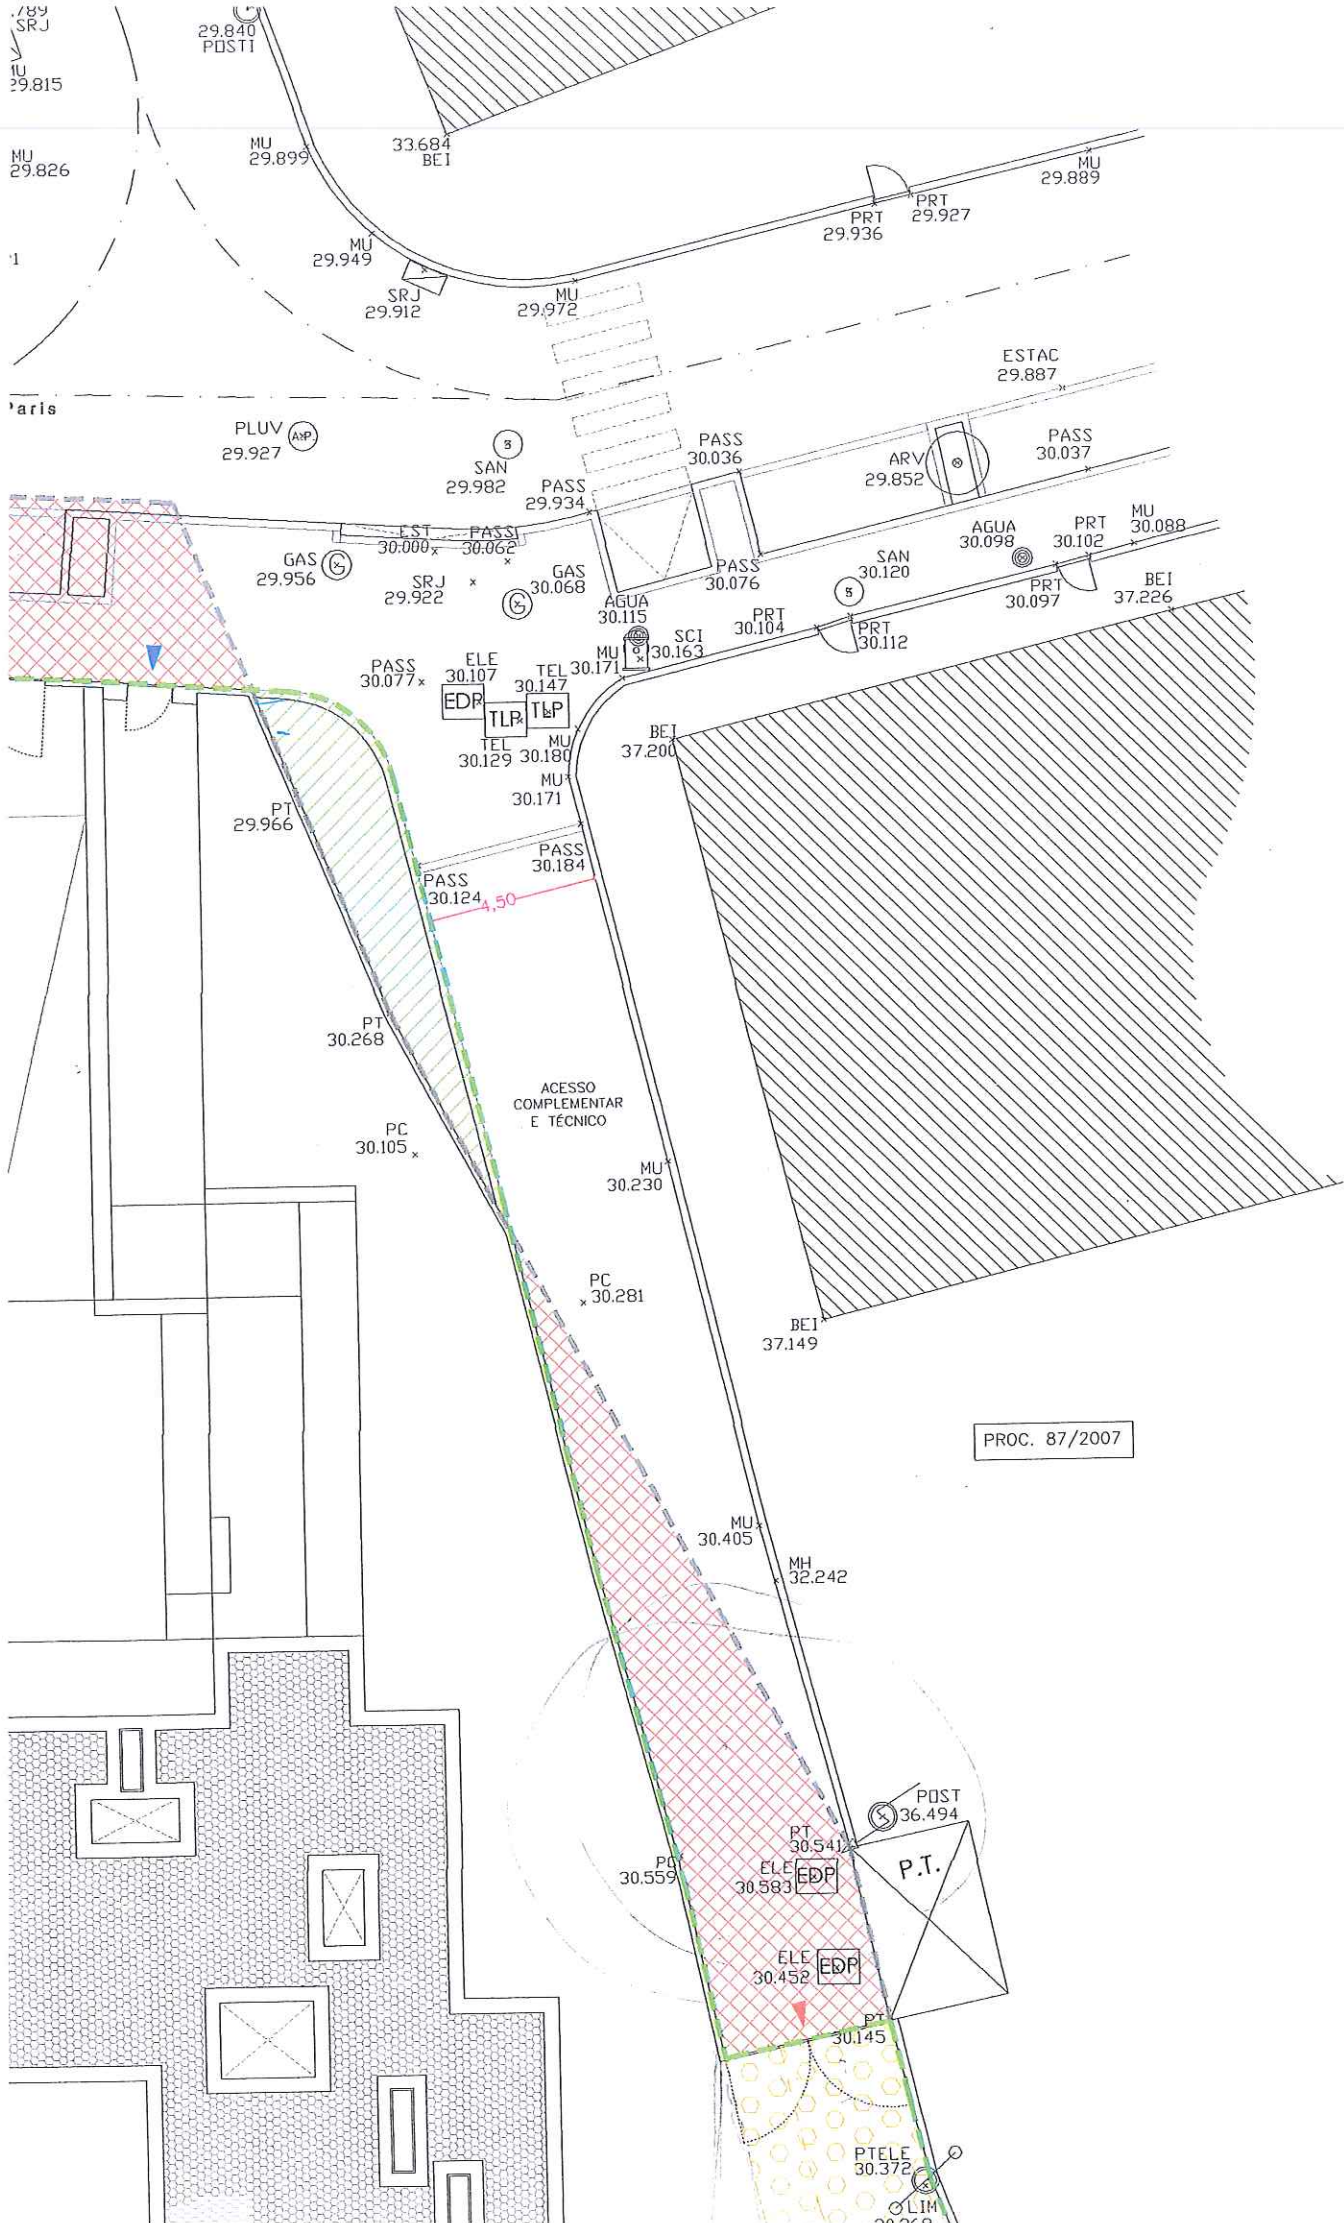 .789
SRJ
29.840
POSTI
29.815
MU
29.826
MU
29.899
33.684
BEI
MU
29.889
PRT
29.927
PRT
29.936
MU
29.949
SRJ
29.912
MU
29.972
ESTAC
29.887
Paris
PLUV
29.927
A.P.
S
SAN
29.982
PASS
30.036
ARV
29.852
PASS
30.037
PASS
29.934
EST
30.000
PASS
30.062
GAS
29.956
G
SRJ
29.922
GAS
30.068
G
PASS
30.076
AGUA
30.098
PRT
30.102
MU
30.088
SAN
30.120
S
PRT
30.097
BEI
37.226
AGUA
30.115
SCI
30.163
PRT
30.104
PRT
30.112
MU
30.171
PASS
30.077
ELE
30.107
EDP
TEL
30.147
TLP
TLP
TEL
30.129
MU
30.180
BEI
37.200
MU
30.171
PT
29.966
PASS
30.184
PASS
30.124
4,50
PT
30.268
ACESSO
COMPLEMENTAR
E TÉCNICO
PC
30.105
MU
30.230
PC
30.281
BEI
37.149
PROC. 87/2007
MU
30.405
MH
32.242
POST
36.494
PT
30.541
P.T.
PC
30.559
ELE
30.583
EDP
ELE
30.452
EDP
PT
30.145
PTELE
30.372
LIM